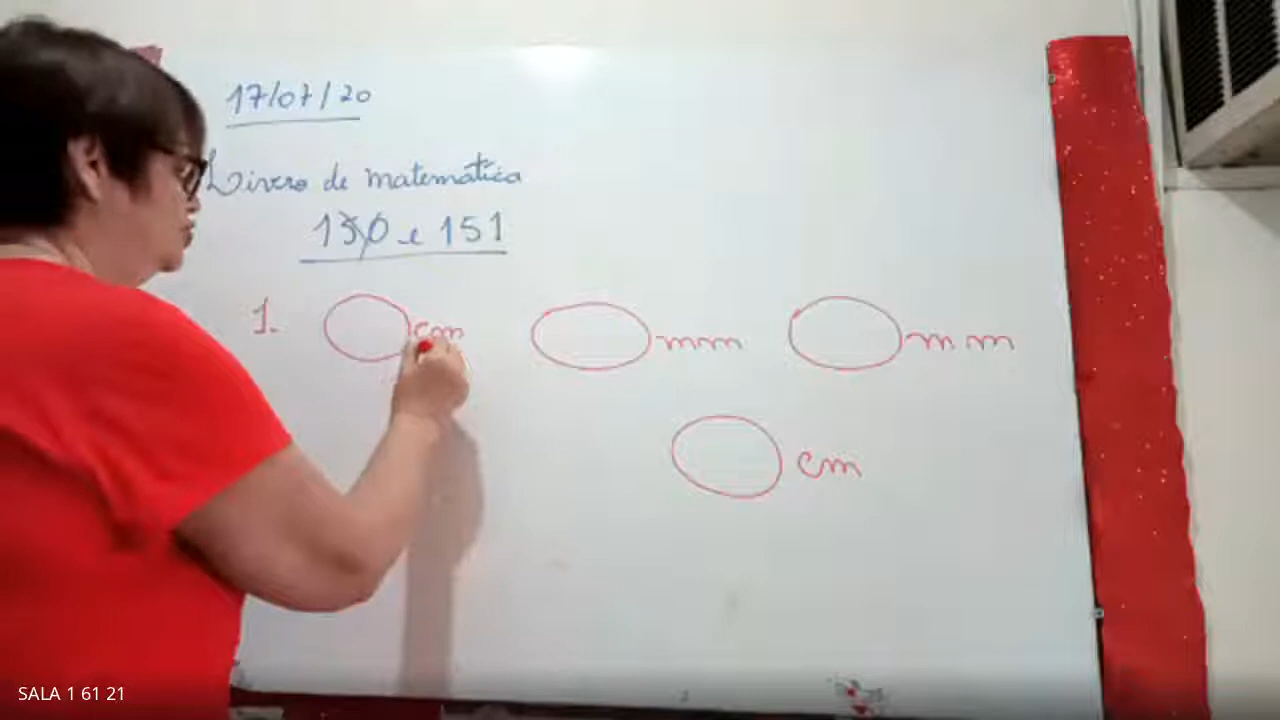 17/07/20
Livro de matemática
150 e 151
1. cm mm mm
cm
SALA 1 61 21